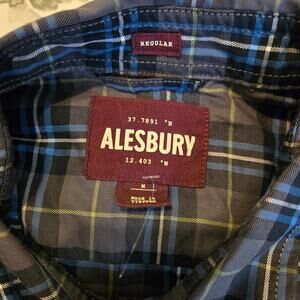 REGULAR
37.7891 °N
ALESBURY
12.403 °W
M